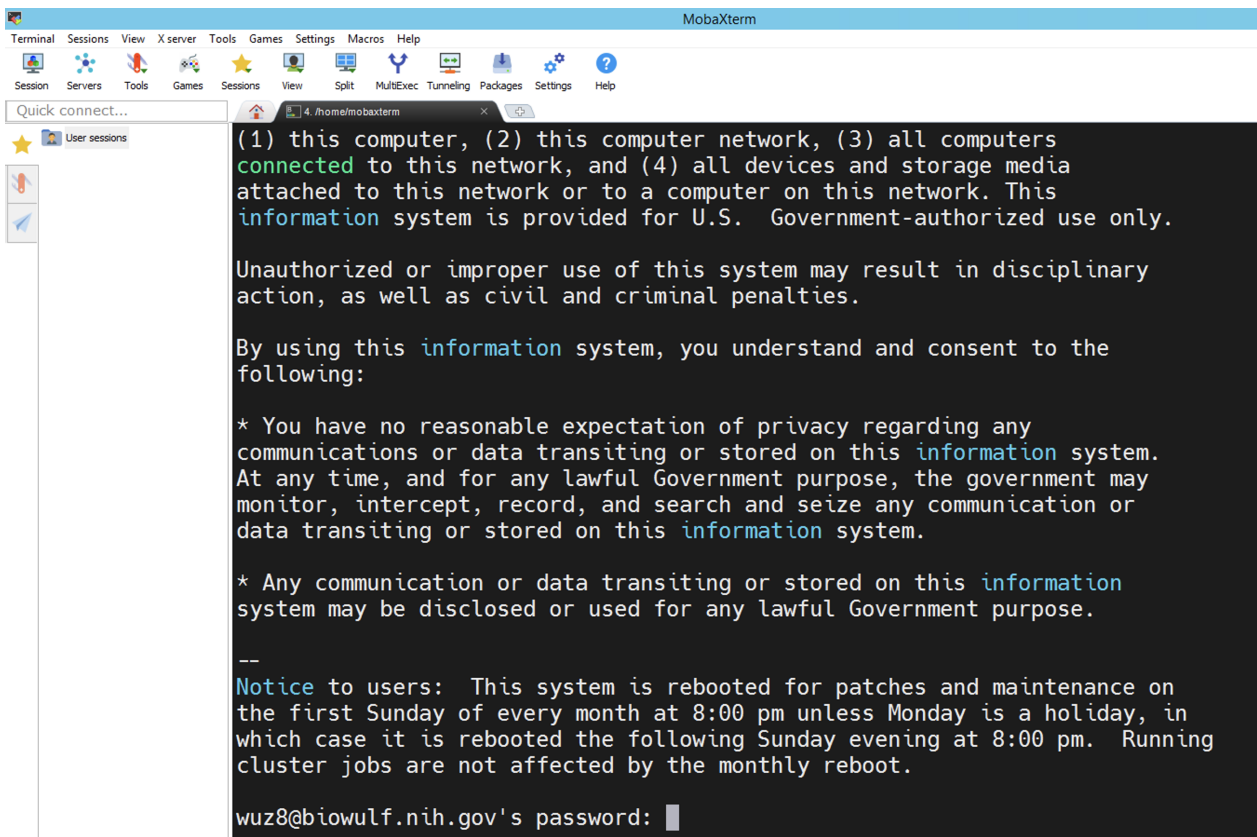 MobaXterm
Terminal Sessions View X server Tools Games Settings Macros Help
Session Servers Tools Games Sessions View Split MultiExec Tunneling Packages Settings Help
Quick connect...
4. /home/mobaxterm
User sessions
(1) this computer, (2) this computer network, (3) all computers
connected to this network, and (4) all devices and storage media
attached to this network or to a computer on this network. This
information system is provided for U.S.  Government-authorized use only.
Unauthorized or improper use of this system may result in disciplinary
action, as well as civil and criminal penalties.
By using this information system, you understand and consent to the
following:
* You have no reasonable expectation of privacy regarding any
communications or data transiting or stored on this information system.
At any time, and for any lawful Government purpose, the government may
monitor, intercept, record, and search and seize any communication or
data transiting or stored on this information system.
* Any communication or data transiting or stored on this information
system may be disclosed or used for any lawful Government purpose.
--
Notice to users:  This system is rebooted for patches and maintenance on
the first Sunday of every month at 8:00 pm unless Monday is a holiday, in
which case it is rebooted the following Sunday evening at 8:00 pm.  Running
cluster jobs are not affected by the monthly reboot.
wuz8@biowulf.nih.gov's password: